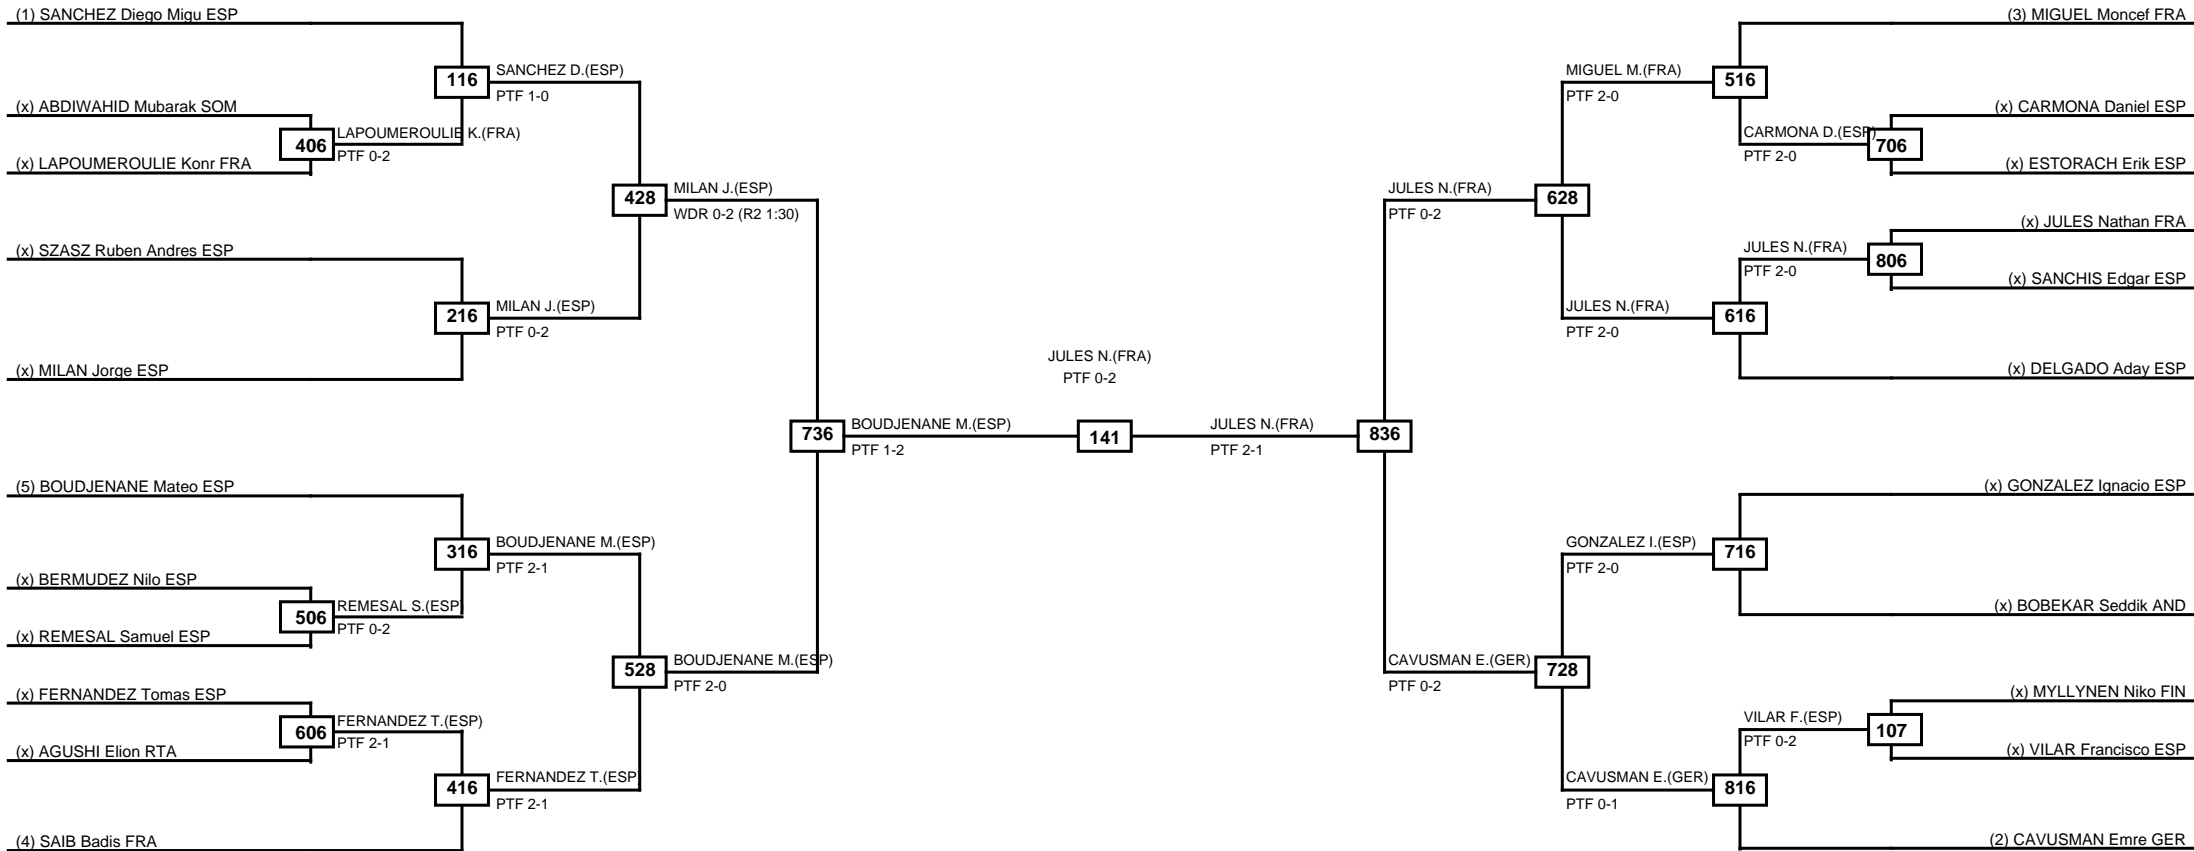 (1) SANCHEZ Diego Migu ESP
(x) ABDIWAHID Mubarak SOM
(x) LAPOUMEROULIE Konr FRA
(x) SZASZ Ruben Andres ESP
(x) MILAN Jorge ESP
(5) BOUDJENANE Mateo ESP
(x) BERMUDEZ Nilo ESP
(x) REMESAL Samuel ESP
(x) FERNANDEZ Tomas ESP
(x) AGUSHI Elion RTA
(4) SAIB Badis FRA
406
LAPOUMEROULIE K.(FRA)
PTF 0-2
506
REMESAL S.(ESP)
PTF 0-2
606
FERNANDEZ T.(ESP)
PTF 2-1
116
SANCHEZ D.(ESP)
PTF 1-0
216
MILAN J.(ESP)
PTF 0-2
316
BOUDJENANE M.(ESP)
PTF 2-1
416
FERNANDEZ T.(ESP)
PTF 2-1
428
MILAN J.(ESP)
WDR 0-2 (R2 1:30)
528
BOUDJENANE M.(ESP)
PTF 2-0
736
BOUDJENANE M.(ESP)
PTF 1-2
JULES N.(FRA)
PTF 0-2
141
JULES N.(FRA)
PTF 2-1
836
JULES N.(FRA)
PTF 0-2
628
CAVUSMAN E.(GER)
PTF 0-2
728
MIGUEL M.(FRA)
PTF 2-0
516
JULES N.(FRA)
PTF 2-0
616
GONZALEZ I.(ESP)
PTF 2-0
716
CAVUSMAN E.(GER)
PTF 0-1
816
CARMONA D.(ESP)
PTF 2-0
706
JULES N.(FRA)
PTF 2-0
806
VILAR F.(ESP)
PTF 0-2
107
(3) MIGUEL Moncef FRA
(x) CARMONA Daniel ESP
(x) ESTORACH Erik ESP
(x) JULES Nathan FRA
(x) SANCHIS Edgar ESP
(x) DELGADO Aday ESP
(x) GONZALEZ Ignacio ESP
(x) BOBEKAR Seddik AND
(x) MYLLYNEN Niko FIN
(x) VILAR Francisco ESP
(2) CAVUSMAN Emre GER